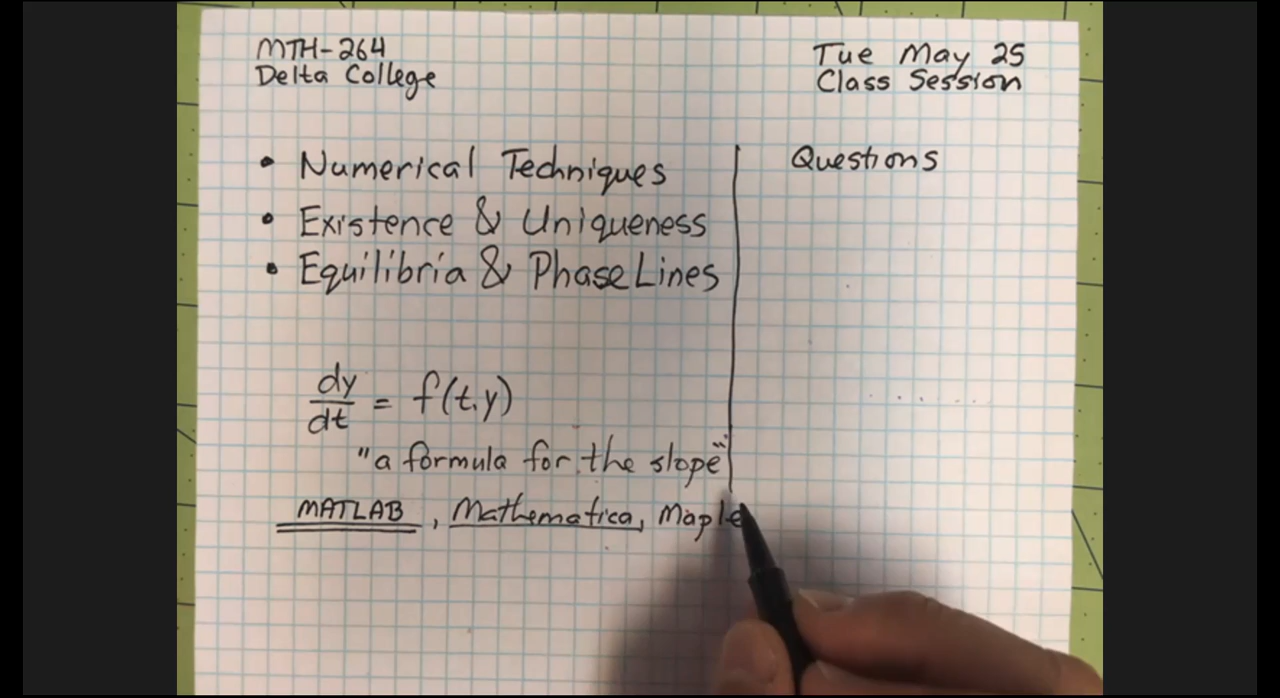 MTH-264
Delta College
Tue May 25
Class Session
• Numerical Techniques
• Existence & Uniqueness
• Equilibria & Phase Lines
Questions
dy/dt = f(t,y)
"a formula for the slope"
MATLAB, Mathematica, Maple